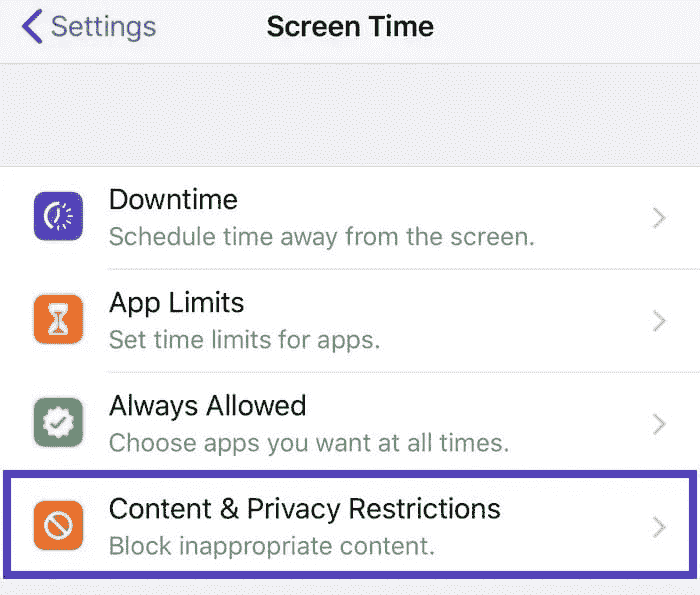 Settings
Screen Time
Downtime
Schedule time away from the screen.
App Limits
Set time limits for apps.
Always Allowed
Choose apps you want at all times.
Content & Privacy Restrictions
Block inappropriate content.